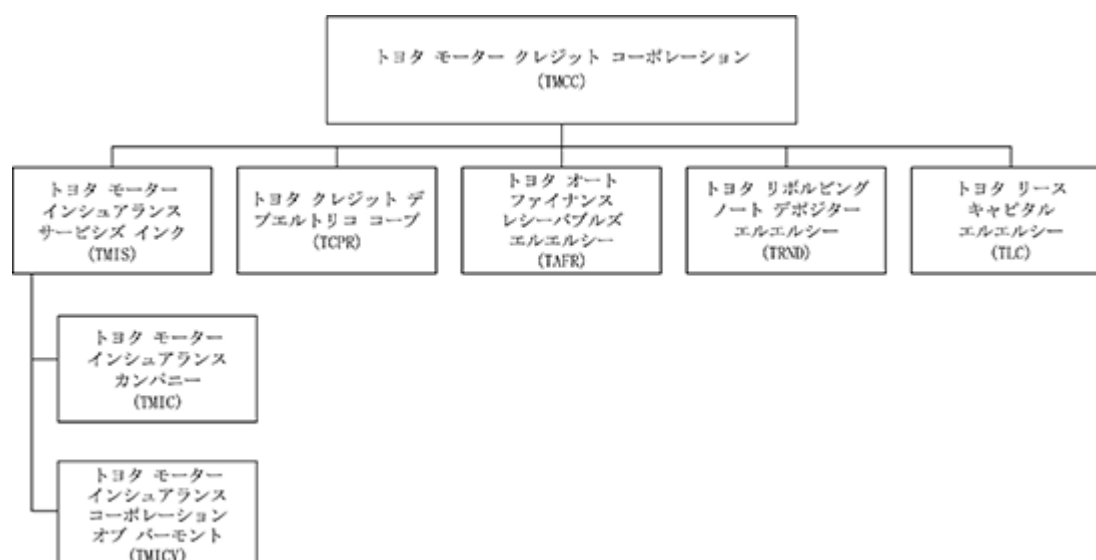 トヨタ モーター クレジット コーポレーション
(TMCC)
トヨタ モーター
インシュアランス
サービシズ インク
(TMIS)
トヨタ クレジット デ
プエルトリコ コープ
(TCPR)
トヨタ オート
ファイナンス
レシーバブルズ
エルエルシー
(TAFR)
トヨタ リボルビング
ノート デポジター
エルエルシー
(TRND)
トヨタ リース
キャピタル
エルエルシー
(TLC)
トヨタ モーター
インシュアランス
カンパニー
(TMIC)
トヨタ モーター
インシュアランス
コーポレーション
オブ バーモント
(TMICV)